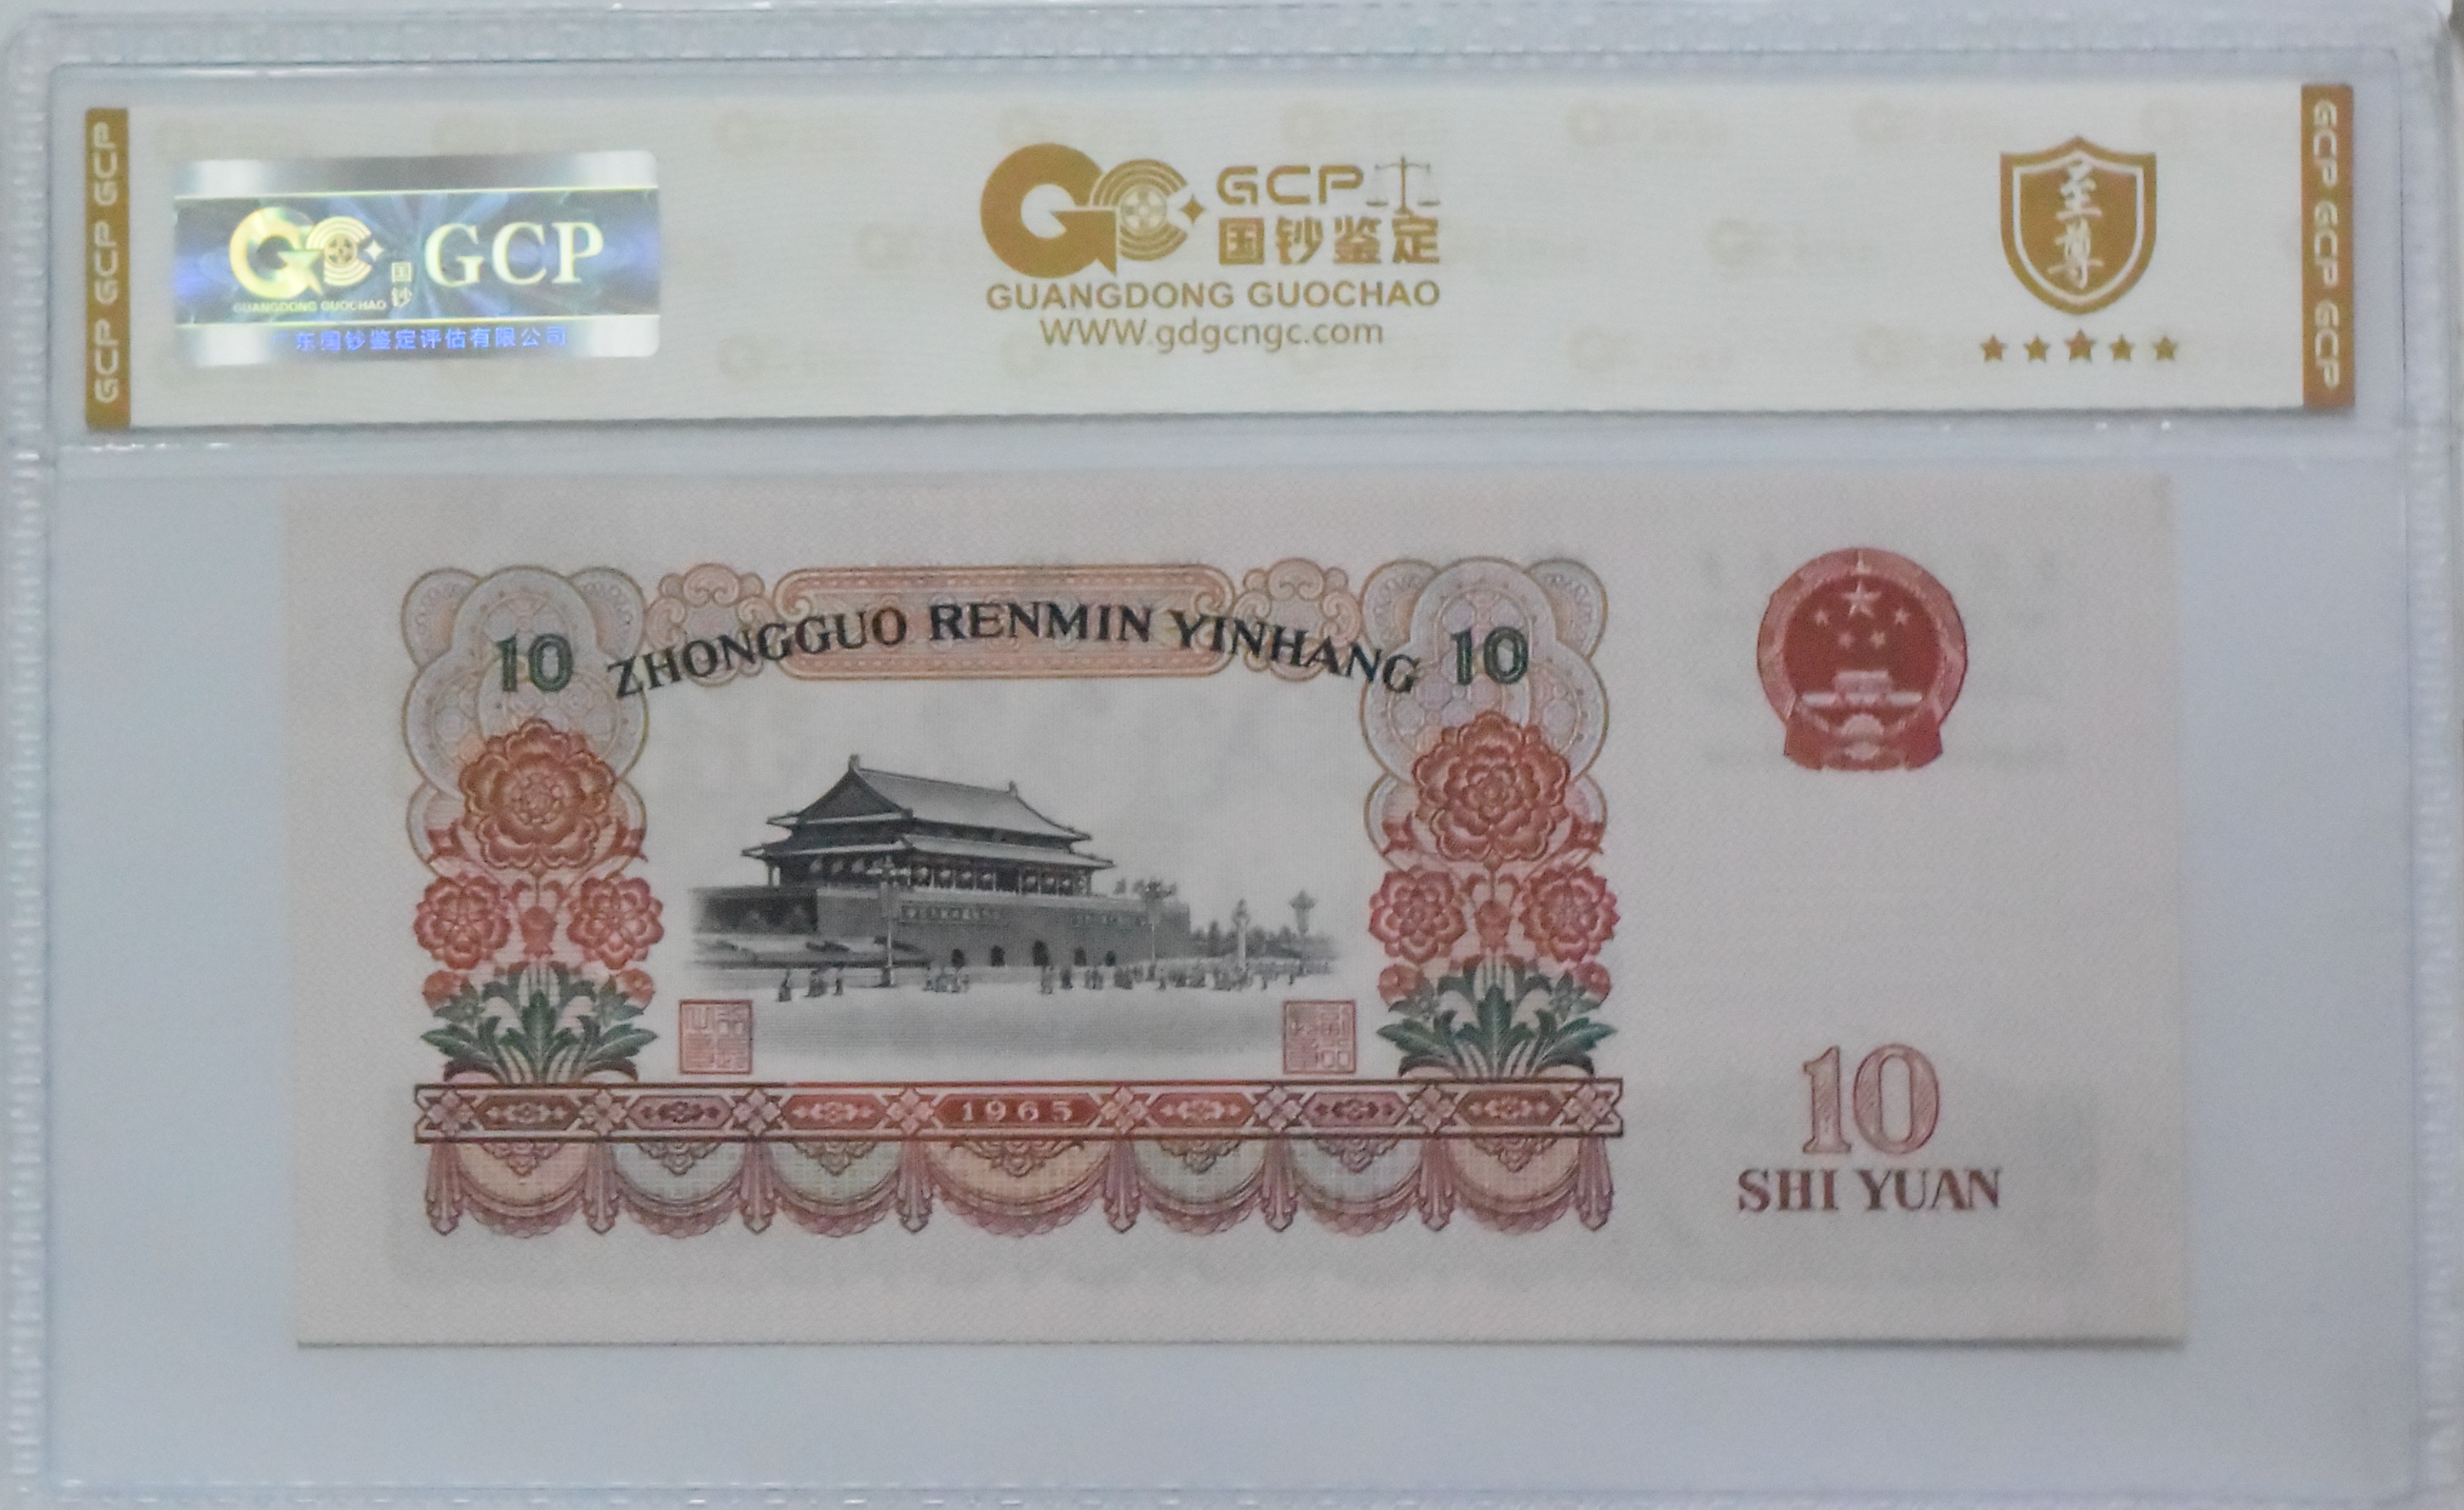 GCP GCP GCP
GUANGDONG GUOCHAO
国钞
GCP
东国钞鉴定评估有限公司
GCP
国钞鉴定
GUANGDONG GUOCHAO
WWW.gdgcngc.com
至尊
GCP GCP GCP
10
ZHONGGUO RENMIN YINHANG
10
1965
10
SHI YUAN